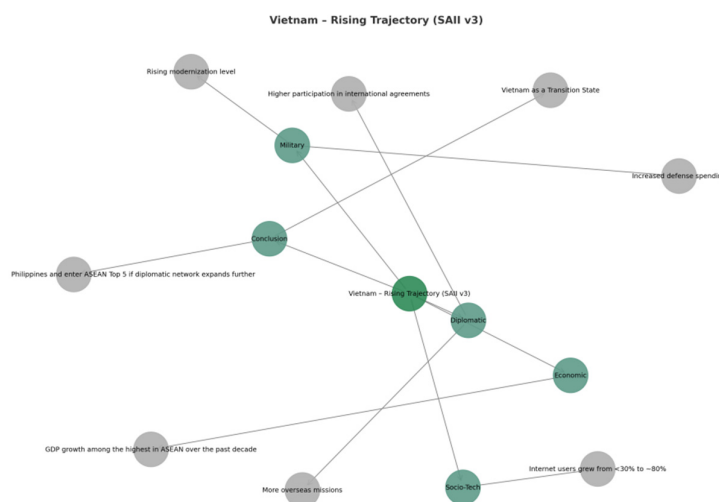 Vietnam – Rising Trajectory (SAII v3)
Rising modernization level
Higher participation in international agreements
Vietnam as a Transition State
Military
Increased defense
Conclusion
Philippines and enter ASEAN Top 5 if diplomatic network expands further
Vietnam – Rising Trajectory (SAII v3)
Diplomatic
Economic
GDP growth among the highest in ASEAN over the past decade
Internet users grew from <30% to ~80%
More overseas missions
Socio-Tech